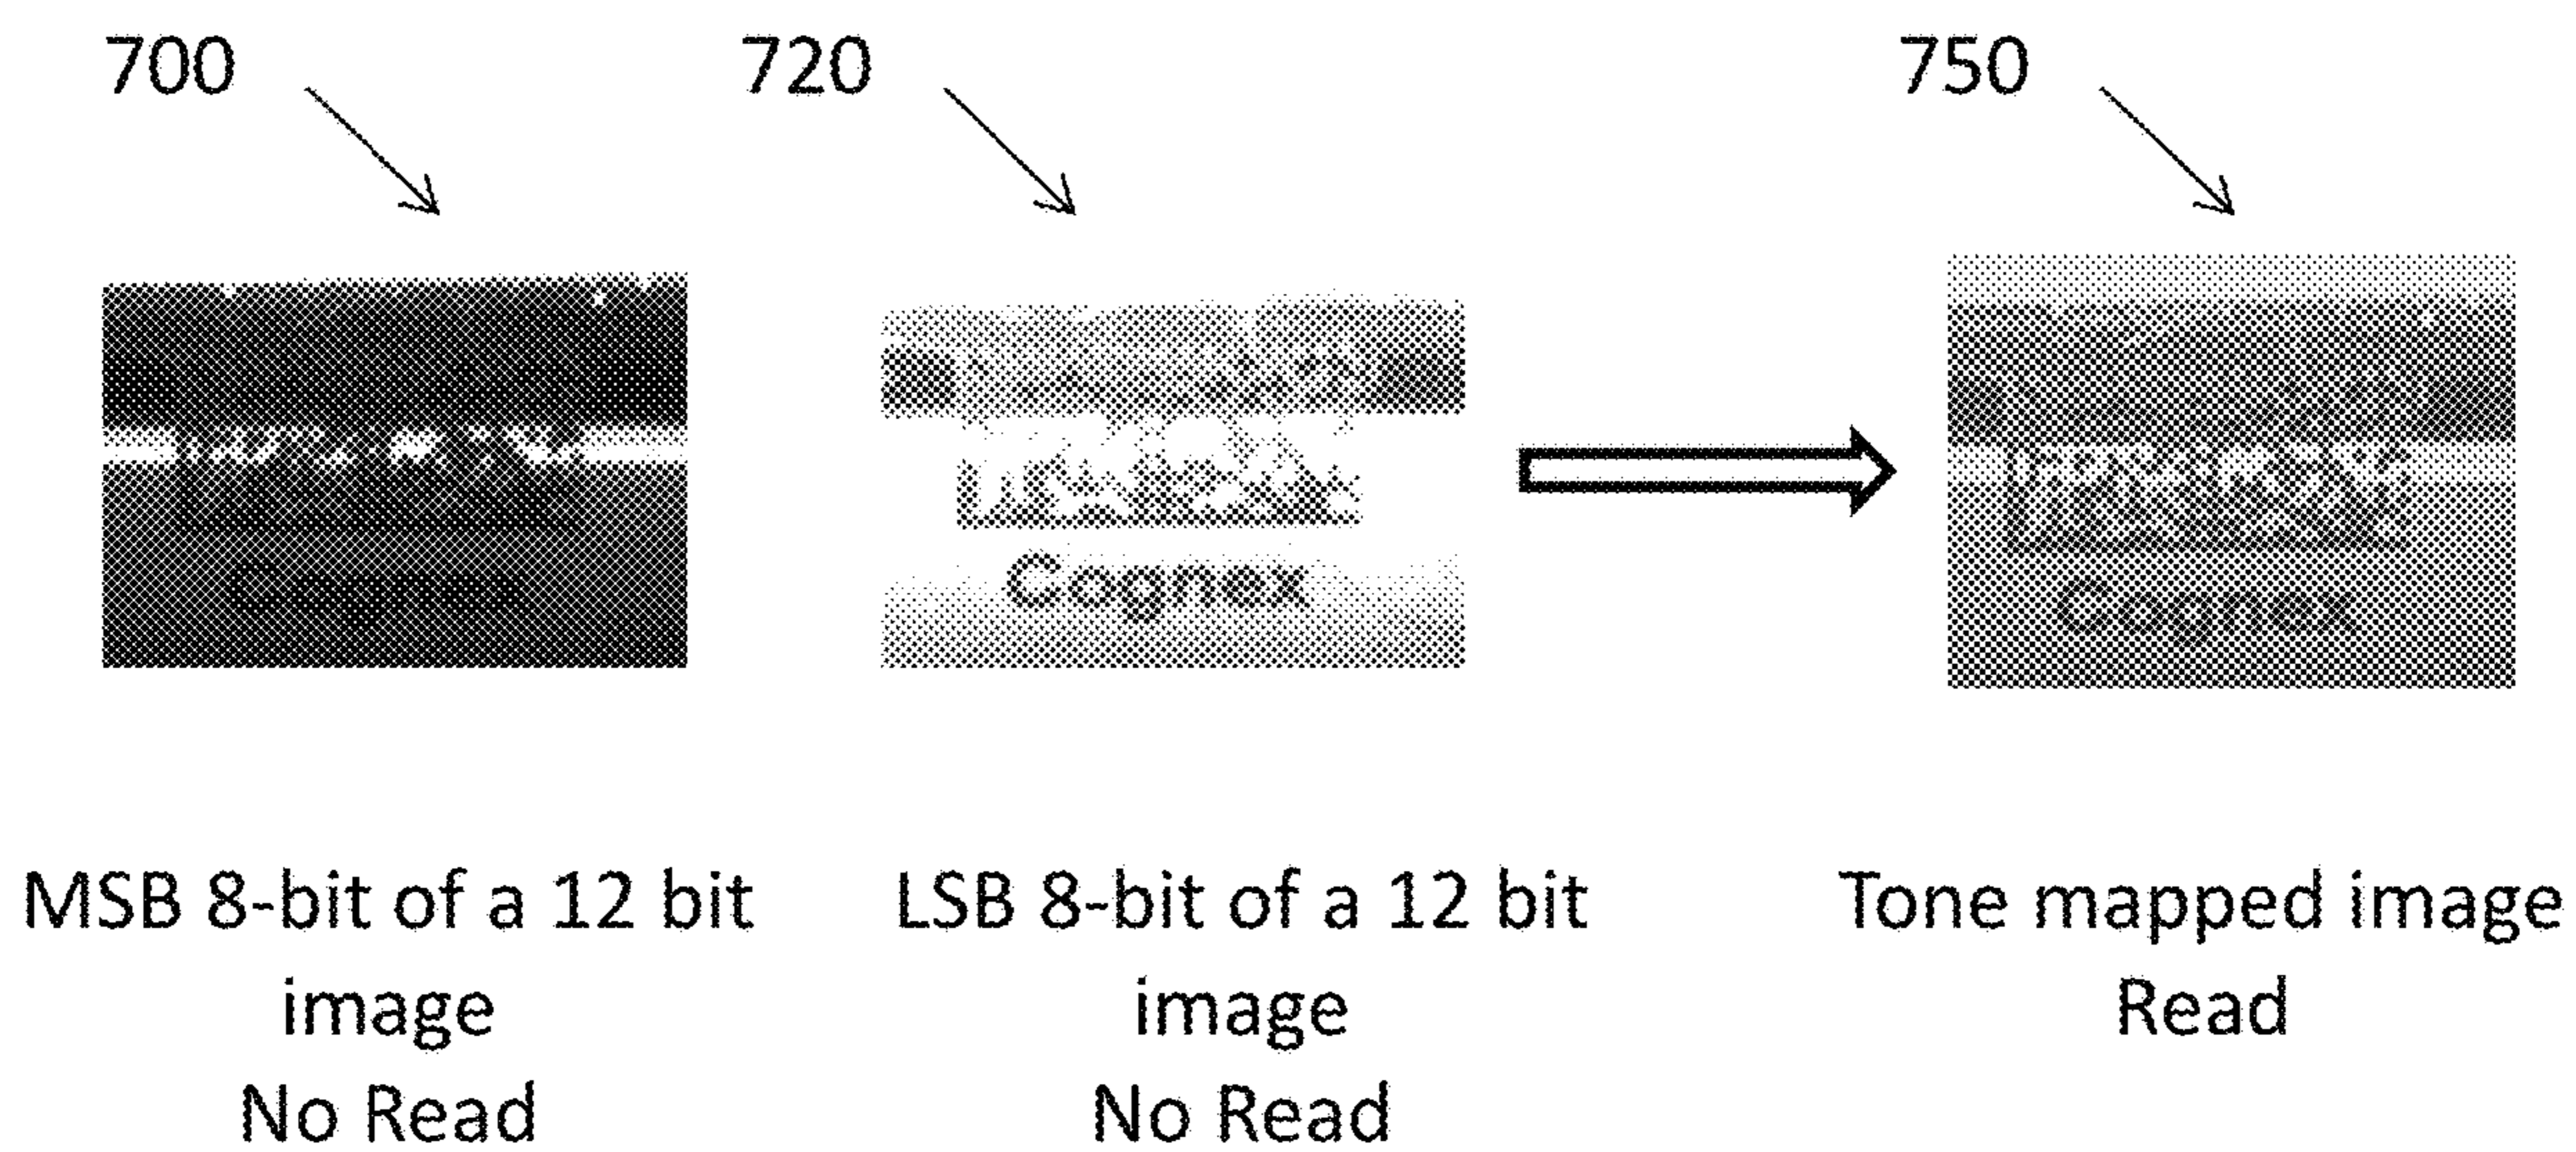 700
720
750
Cognex
Cognex
Cognex
MSB 8-bit of a 12 bit
image
No Read
LSB 8-bit of a 12 bit
image
No Read
Tone mapped image
Read